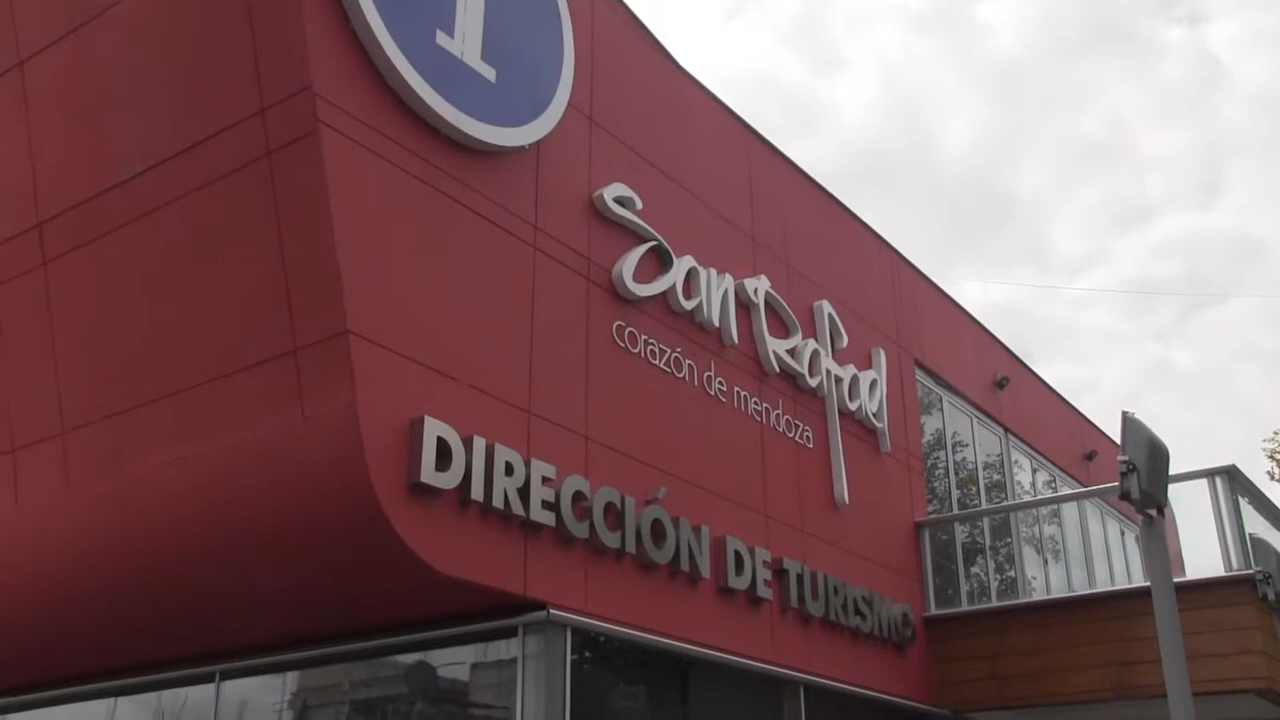 i
San Rafael
corazón de mendoza
DIRECCIÓN DE TURISMO